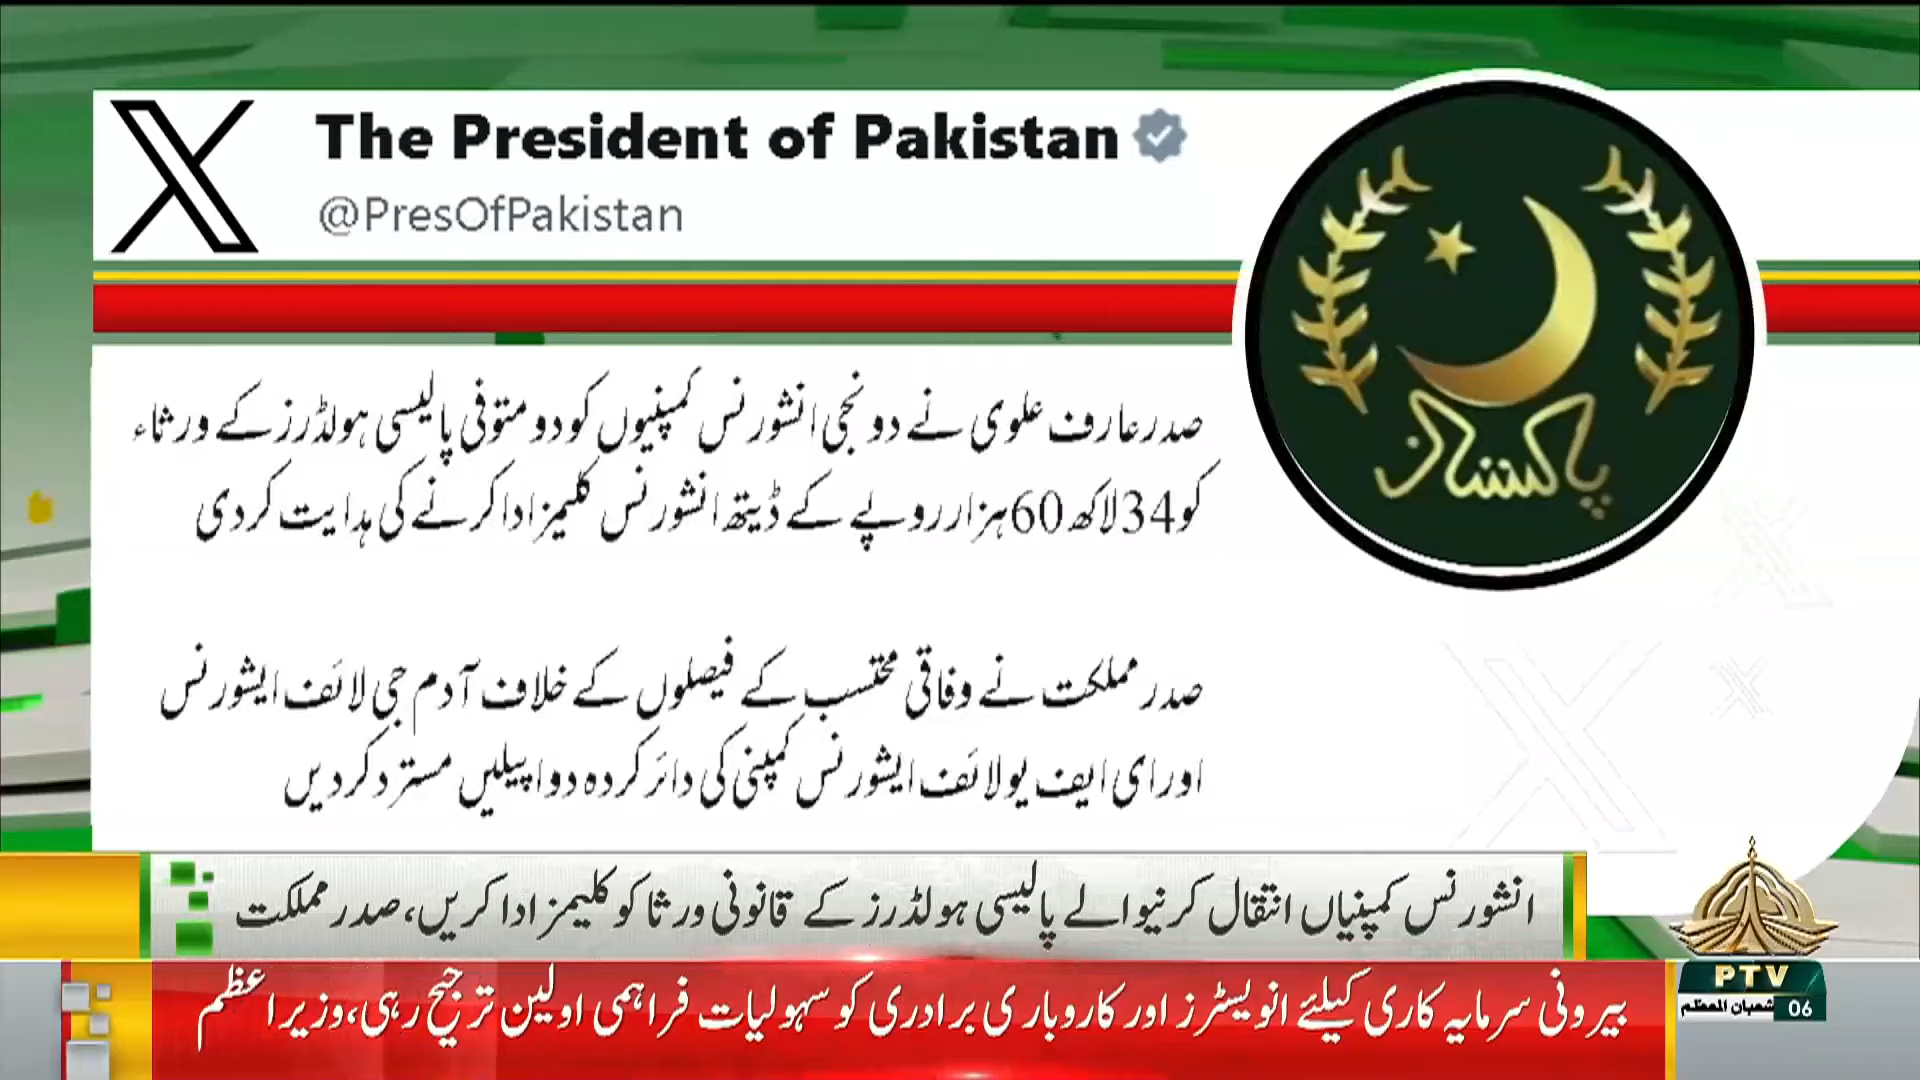 The President of Pakistan
@PresOfPakistan
پاکستان
صدر عارف علوی نے دو نجی انشورنس کمپنیوں کو دو متوفی پالیسی ہولڈرز کے ورثاء
کو 34 لاکھ 60 ہزار روپے کے ڈیتھ انشورنس کلیمز ادا کرنے کی ہدایت کر دی
صدر مملکت نے وفاقی محتسب کے فیصلوں کے خلاف آدم جی لائف ایشورنس
اور ای ایف یو لائف ایشورنس کمپنی کی دائر کردہ دو اپیلیں مسترد کر دیں
انشورنس کمپنیاں انتقال کرنیوالے پالیسی ہولڈرز کے قانونی ورثا کو کلیمز ادا کریں، صدر مملکت
بیرونی سرمایہ کاری کیلئے انویسٹرز اور کاروباری برادری کو سہولیات فراہمی اولین ترجیح رہی، وزیراعظم
PTV
06 شعبان المعظم